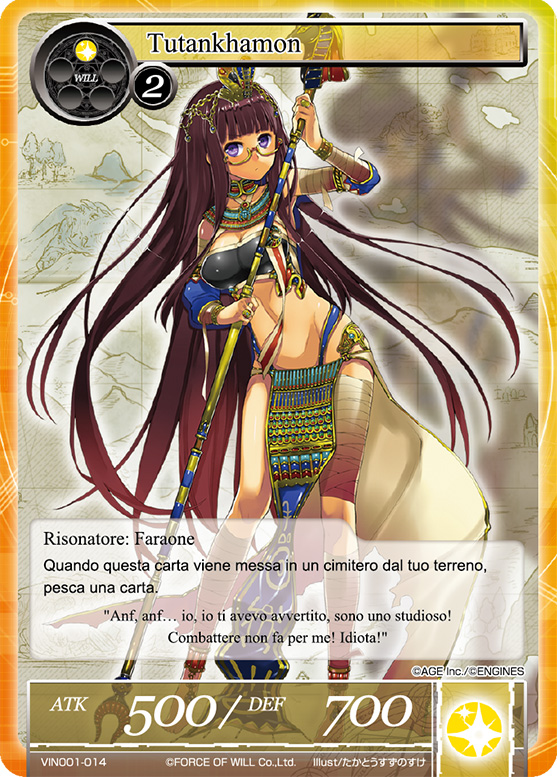 Tutankhamon
WILL
2
Risonatore: Faraone
Quando questa carta viene messa in un cimitero dal tuo terreno,
pesca una carta.
"Anf, anf… io, io ti avevo avvertito, sono uno studioso!
Combattere non fa per me! Idiota!"
©AGE Inc./©ENGINES
ATK 500/ DEF 700
VIN001-014 ©FORCE OF WILL Co.,Ltd. Illust/たかとうすずのすけ